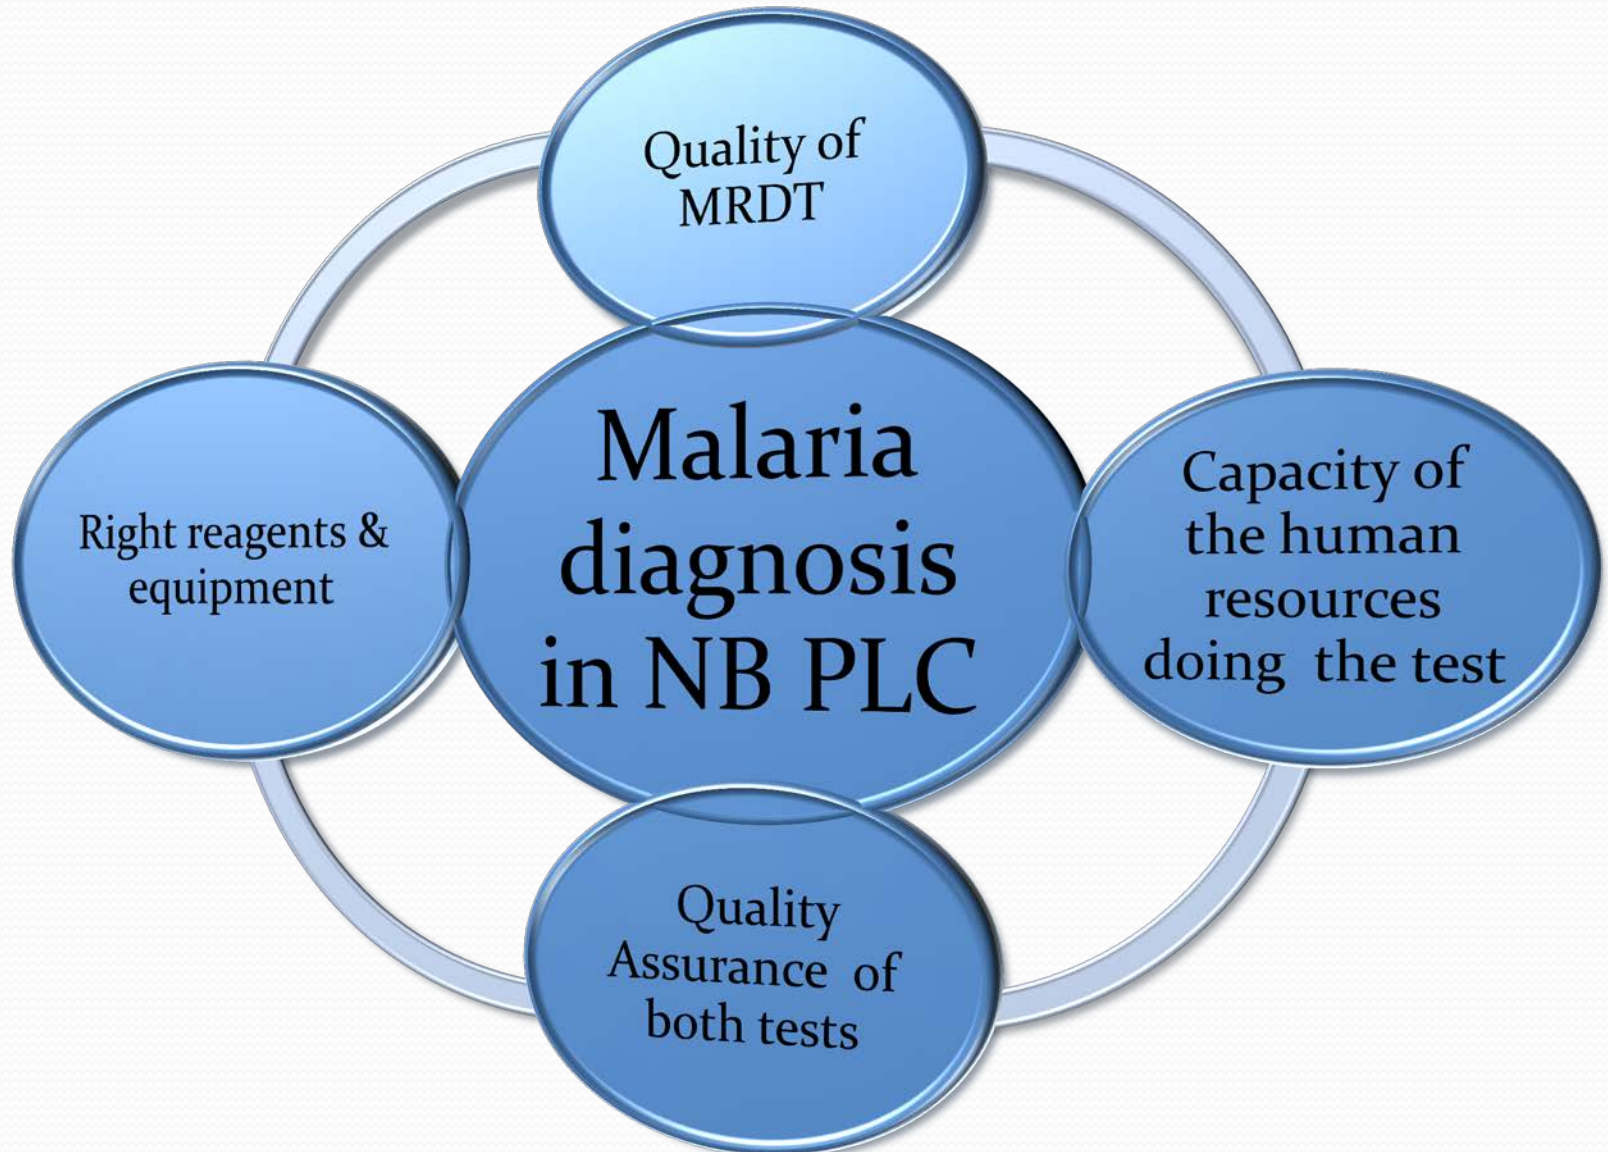 Quality of
MRDT
Malaria
diagnosis
in NB PLC
Capacity of
the human
resources
doing the test
Quality
Assurance of
both tests
Right reagents &
equipment